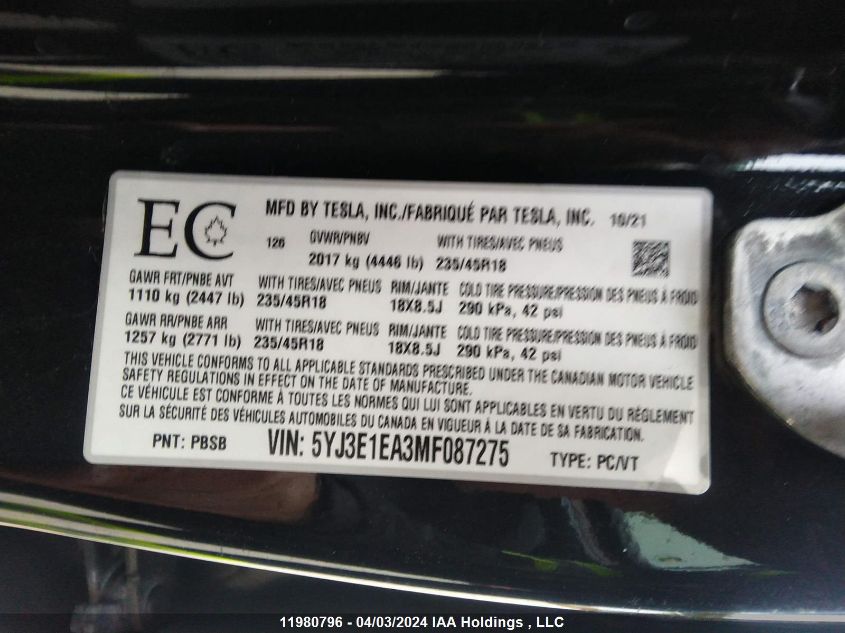 EC
MFD BY TESLA, INC./FABRIQUÉ PAR TESLA, INC. 10/21
126 GVWR/PNBV WITH TIRES/AVEC PNEUS
2017 kg (4446 lb) 235/45R18
GAWR FRT/PNBE AVT WITH TIRES/AVEC PNEUS RIM/JANTE COLD TIRE PRESSURE/PRESSION DES PNEUS À FROID
1110 kg (2447 lb) 235/45R18 18X8.5J 290 kPa, 42 psi
GAWR RR/PNBE ARR WITH TIRES/AVEC PNEUS RIM/JANTE COLD TIRE PRESSURE/PRESSION DES PNEUS À FROID
1257 kg (2771 lb) 235/45R18 18X8.5J 290 kPa, 42 psi
THIS VEHICLE CONFORMS TO ALL APPLICABLE STANDARDS PRESCRIBED UNDER THE CANADIAN MOTOR VEHICLE
SAFETY REGULATIONS IN EFFECT ON THE DATE OF MANUFACTURE.
CE VÉHICULE EST CONFORME À TOUTES LES NORMES QUI LUI SONT APPLICABLES EN VERTU DU RÈGLEMENT
SUR LA SÉCURITÉ DES VÉHICULES AUTOMOBILES DU CANADA EN VIGUEUR À LA DATE DE SA FABRICATION.
PNT: PBSB VIN: 5YJ3E1EA3MF087275 TYPE: PC/VT
11980796 - 04/03/2024 IAA Holdings , LLC